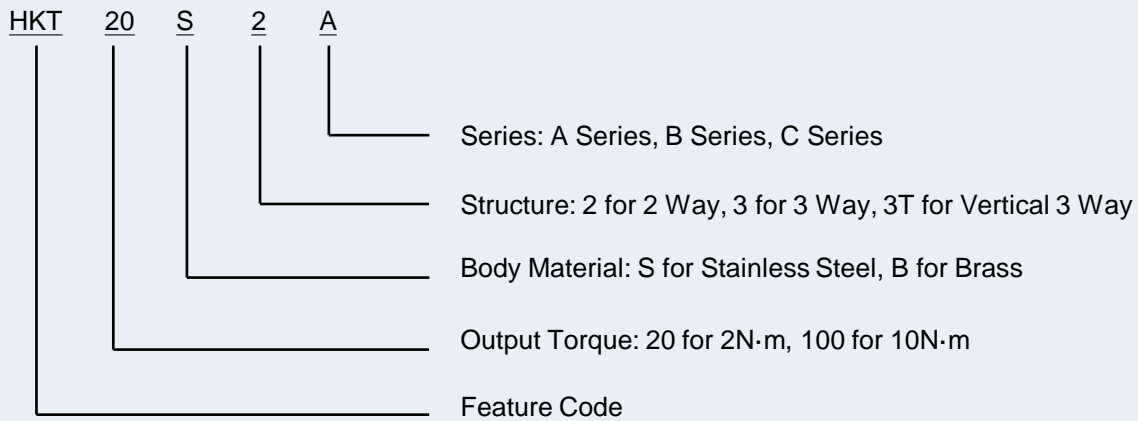 HKT 20 S 2 A
Series: A Series, B Series, C Series
Structure: 2 for 2 Way, 3 for 3 Way, 3T for Vertical 3 Way
Body Material: S for Stainless Steel, B for Brass
Output Torque: 20 for 2N·m, 100 for 10N·m
Feature Code